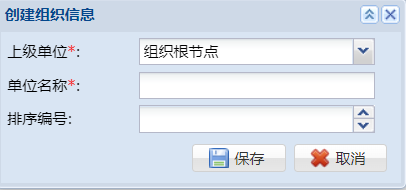 创建组织信息
上级单位*: 组织根节点
单位名称*:
排序编号:
保存 取消